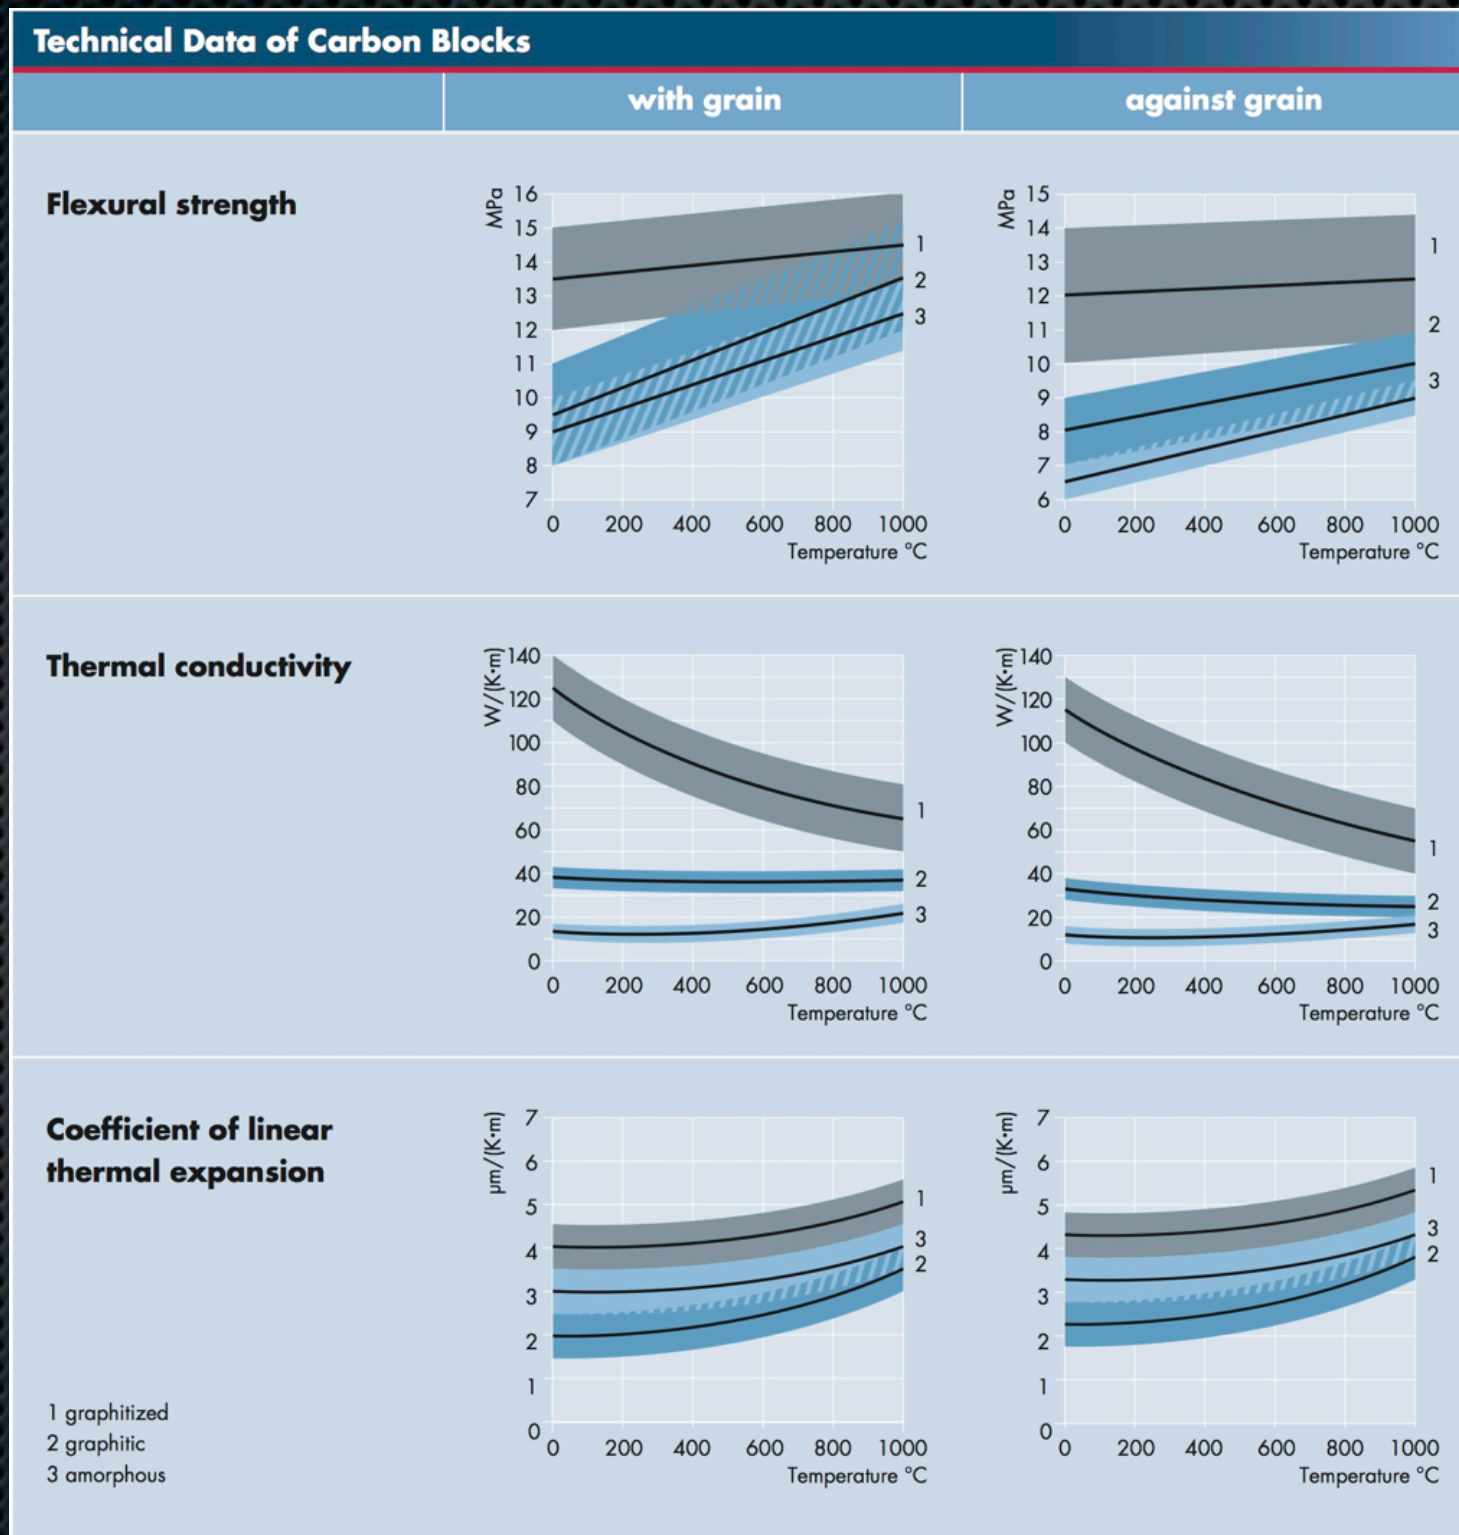 Technical Data of Carbon Blocks
with grain
against grain
Flexural strength
MPa
16
15
14
13
12
11
10
9
8
7
0 200 400 600 800 1000
Temperature °C
1
2
3
MPa
15
14
13
12
11
10
9
8
7
6
0 200 400 600 800 1000
Temperature °C
1
2
3
Thermal conductivity
W/(K·m)
140
120
100
80
60
40
20
0
0 200 400 600 800 1000
Temperature °C
1
2
3
W/(K·m)
140
120
100
80
60
40
20
0
0 200 400 600 800 1000
Temperature °C
1
2
3
Coefficient of linear
thermal expansion
µm/(K·m)
7
6
5
4
3
2
1
0
0 200 400 600 800 1000
Temperature °C
1
3
2
µm/(K·m)
7
6
5
4
3
2
1
0
0 200 400 600 800 1000
Temperature °C
1
3
2
1 graphitized
2 graphitic
3 amorphous